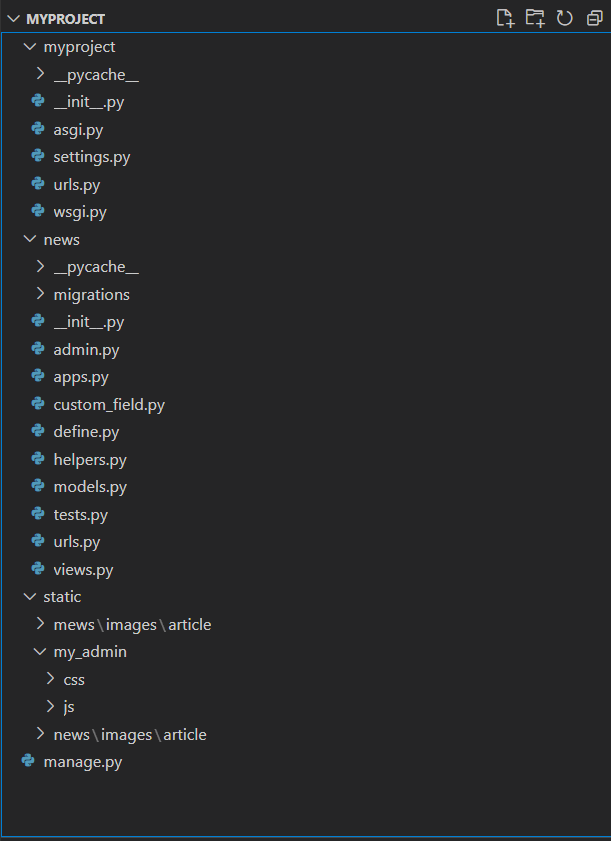 MYPROJECT
myproject
__pycache__
__init__.py
asgi.py
settings.py
urls.py
wsgi.py
news
__pycache__
migrations
__init__.py
admin.py
apps.py
custom_field.py
define.py
helpers.py
models.py
tests.py
urls.py
views.py
static
mews\images\article
my_admin
css
js
news\images\article
manage.py